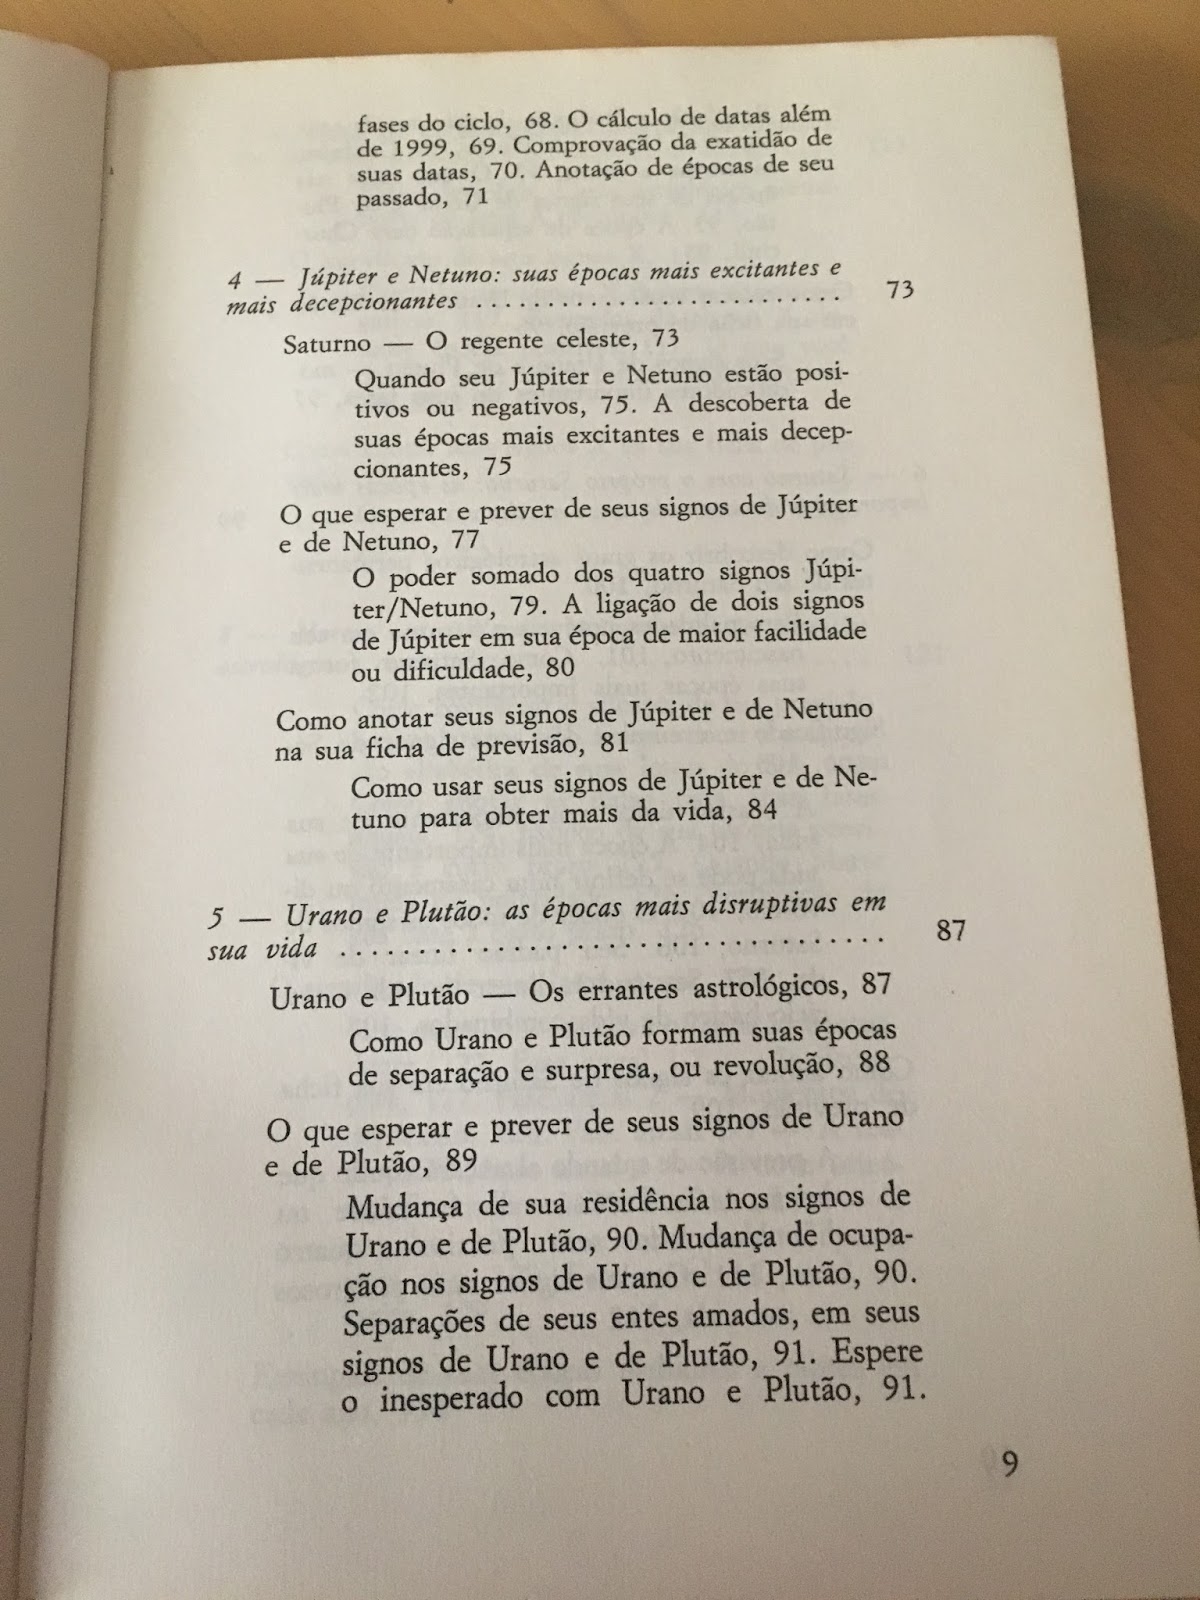 fases do ciclo, 68. O cálculo de datas além
de 1999, 69. Comprovação da exatidão de
suas datas, 70. Anotação de épocas de seu
passado, 71
4 — Júpiter e Netuno: suas épocas mais excitantes e
mais decepcionantes .......................... 73
Saturno — O regente celeste, 73
Quando seu Júpiter e Netuno estão posi-
tivos ou negativos, 75. A descoberta de
suas épocas mais excitantes e mais decep-
cionantes, 75
O que esperar e prever de seus signos de Júpiter
e de Netuno, 77
O poder somado dos quatro signos Júpi-
ter/Netuno, 79. A ligação de dois signos
de Júpiter em sua época de maior facilidade
ou dificuldade, 80
Como anotar seus signos de Júpiter e de Netuno
na sua ficha de previsão, 81
Como usar seus signos de Júpiter e de Ne-
tuno para obter mais da vida, 84
5 — Urano e Plutão: as épocas mais disruptivas em
sua vida ................................... 87
Urano e Plutão — Os errantes astrológicos, 87
Como Urano e Plutão formam suas épocas
de separação e surpresa, ou revolução, 88
O que esperar e prever de seus signos de Urano
e de Plutão, 89
Mudança de sua residência nos signos de
Urano e de Plutão, 90. Mudança de ocupa-
ção nos signos de Urano e de Plutão, 90.
Separações de seus entes amados, em seus
signos de Urano e de Plutão, 91. Espere
o inesperado com Urano e Plutão, 91.
9